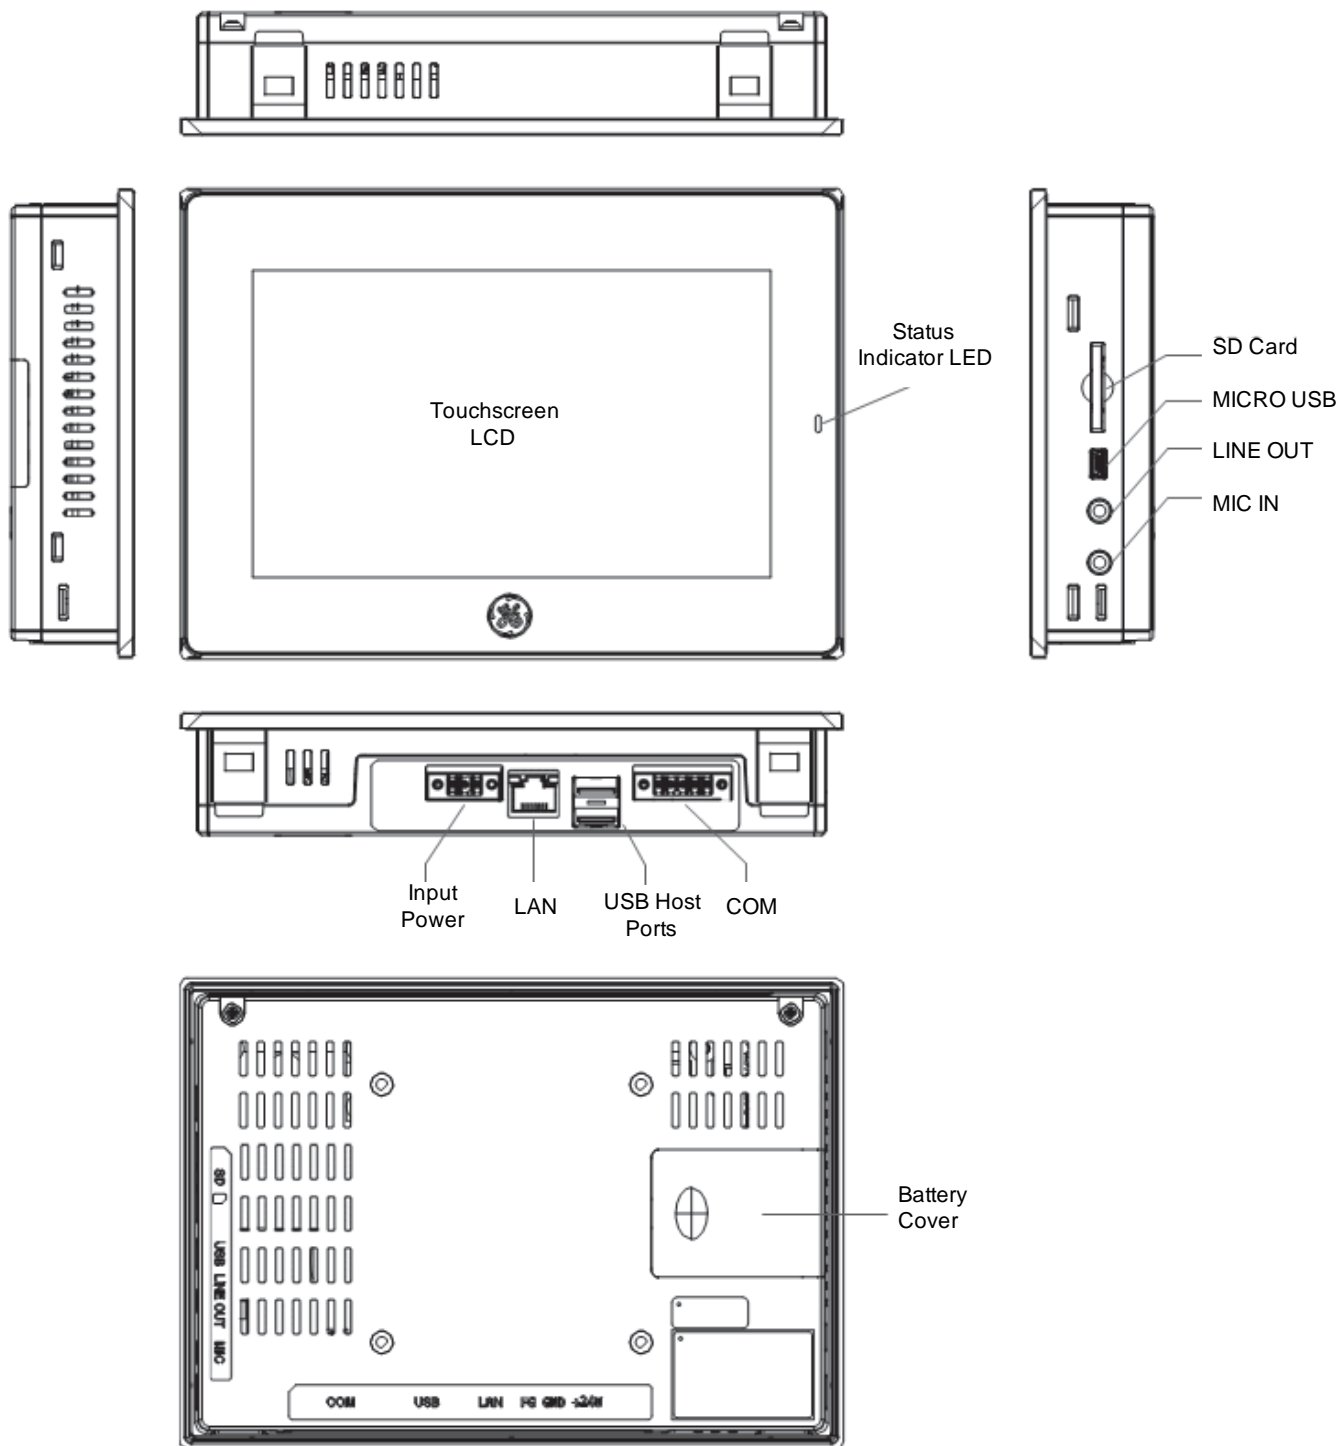 Status
Indicator LED
SD Card
MICRO USB
LINE OUT
MIC IN
Touchscreen
LCD
Input
Power
LAN
USB Host
Ports
COM
Battery
Cover
SD
USB LINE OUT MIC
COM USB LAN FG GND +24V